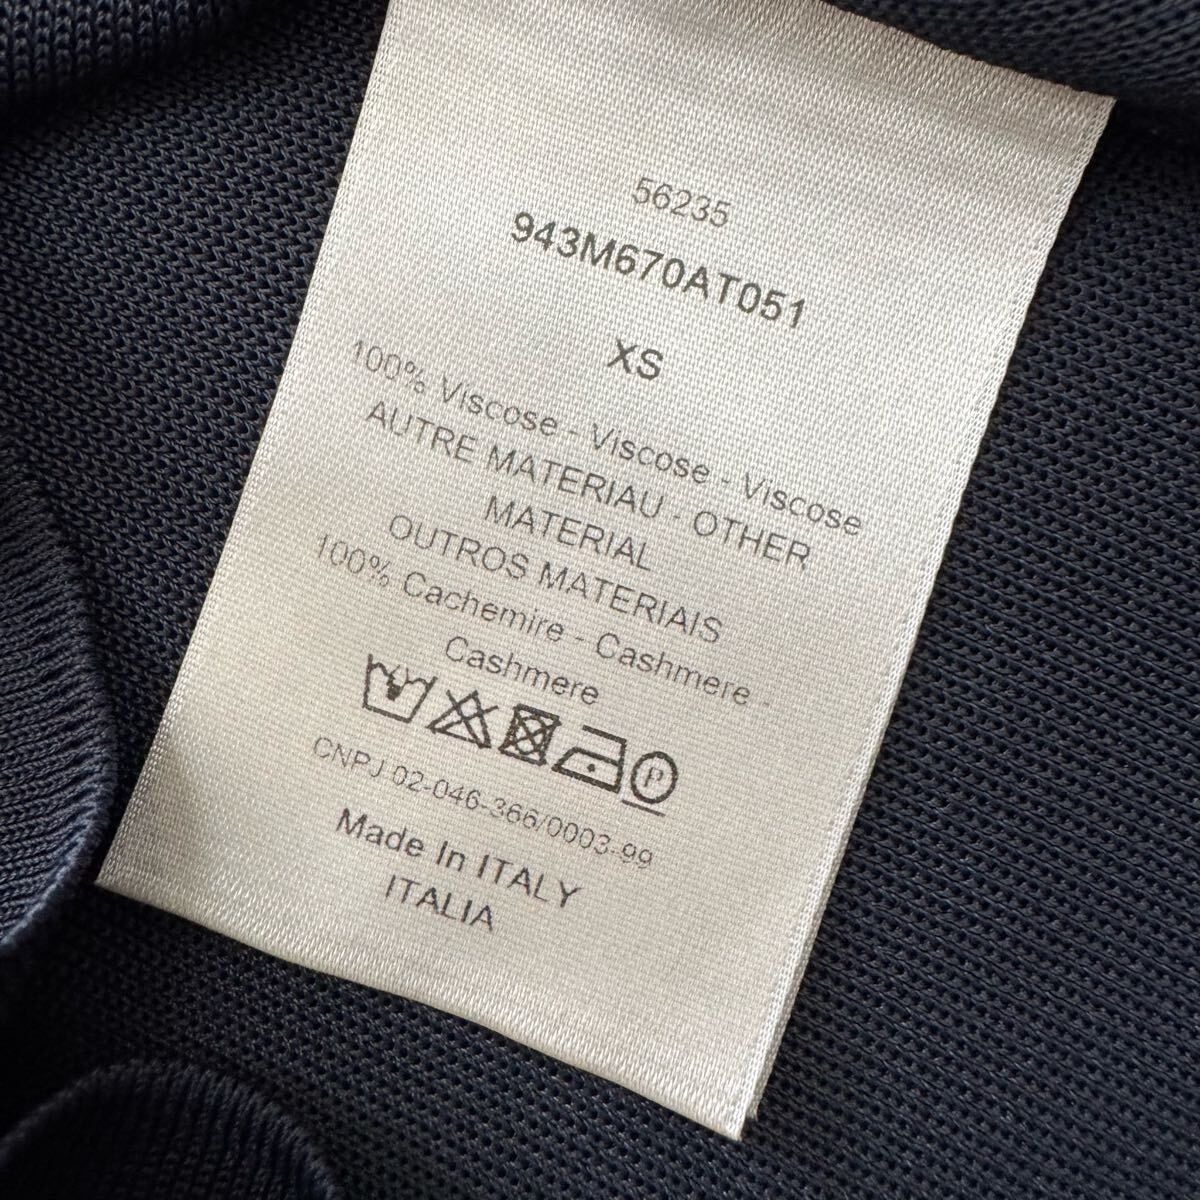 56235
943M670AT051
XS
100% Viscose - Viscose - Viscose
AUTRE MATERIAU - OTHER
MATERIAL
OUTROS MATERIAIS
100% Cachemire - Cashmere -
Cashmere
P
CNPJ 02-046-366/0003-99
Made In ITALY
ITALIA